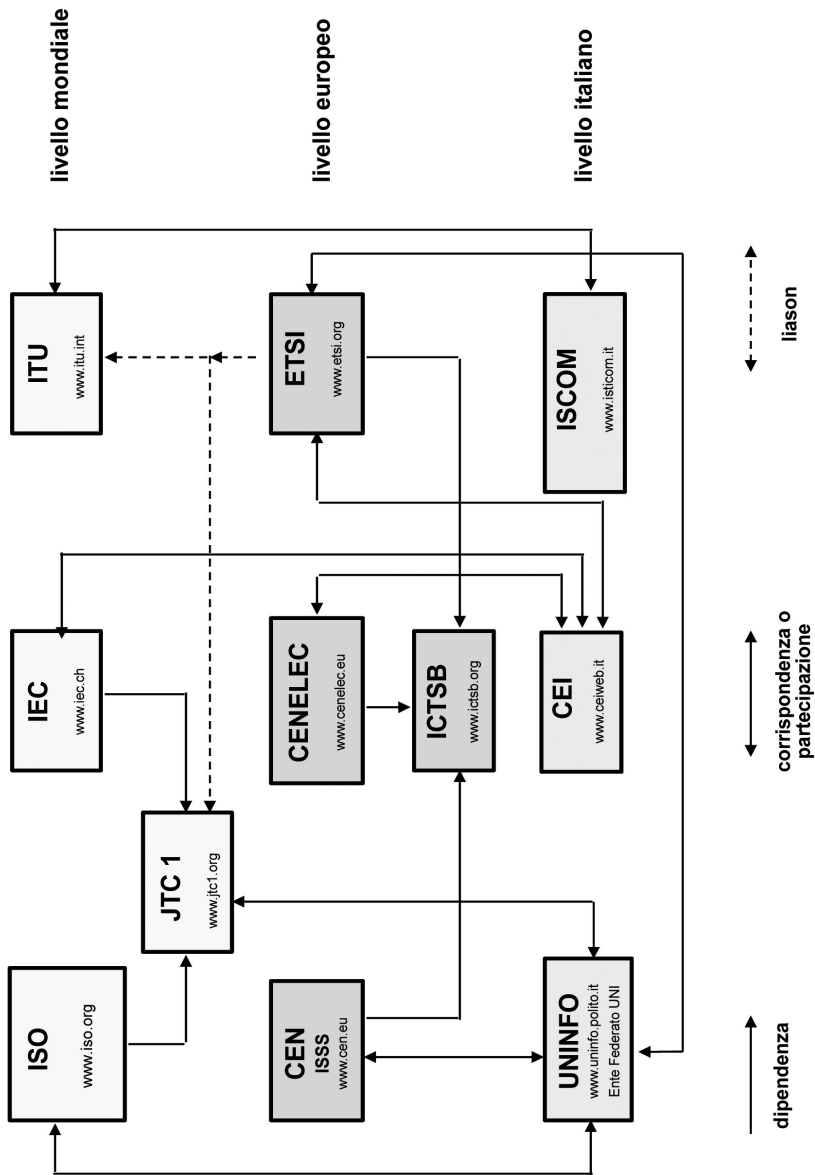 ISO
www.iso.org
IEC
www.iec.ch
ITU
www.itu.int
livello mondiale
JTC 1
www.jtc1.org
CEN
ISSS
www.cen.eu
CENELEC
www.cenelec.eu
ETSI
www.etsi.org
livello europeo
ICTSB
www.ictsb.org
UNINFO
www.uninfo.polito.it
Ente Federato UNI
CEI
www.ceiweb.it
ISCOM
www.isticom.it
livello italiano
dipendenza
corrispondenza o
partecipazione
liason